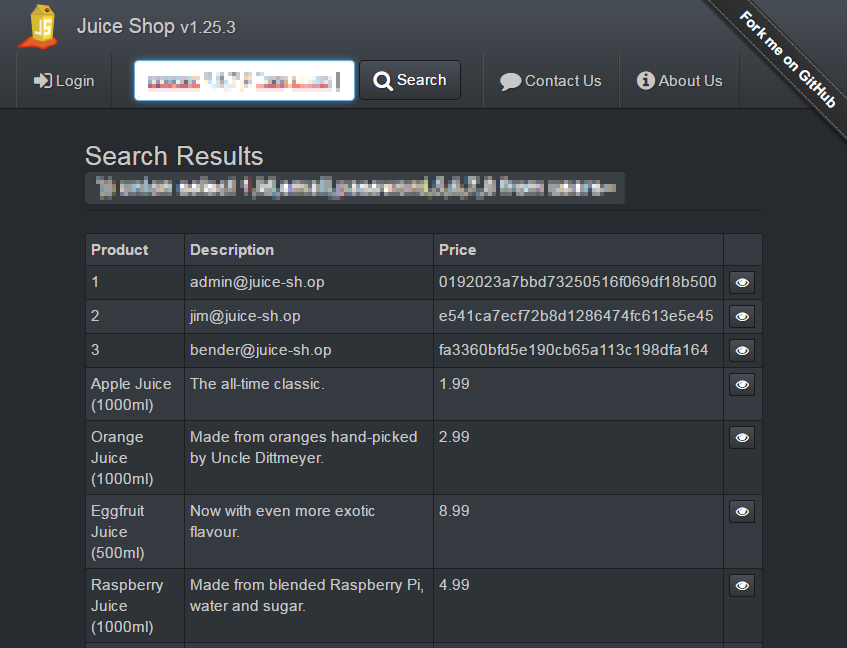 Juice Shop v1.25.3
Fork me on GitHub
Login
Search
Contact Us
About Us
Search Results
union select from users
Product Description Price
1 admin@juice-sh.op 0192023a7bbd73250516f069df18b500
2 jim@juice-sh.op e541ca7ecf72b8d1286474fc613e5e45
3 bender@juice-sh.op fa3360bfd5e190cb65a113c198dfa164
Apple Juice The all-time classic. 1.99
(1000ml)
Orange Made from oranges hand-picked 2.99
Juice by Uncle Dittmeyer.
(1000ml)
Eggfruit Now with even more exotic 8.99
Juice flavour.
(500ml)
Raspberry Made from blended Raspberry Pi, 4.99
Juice water and sugar.
(1000ml)